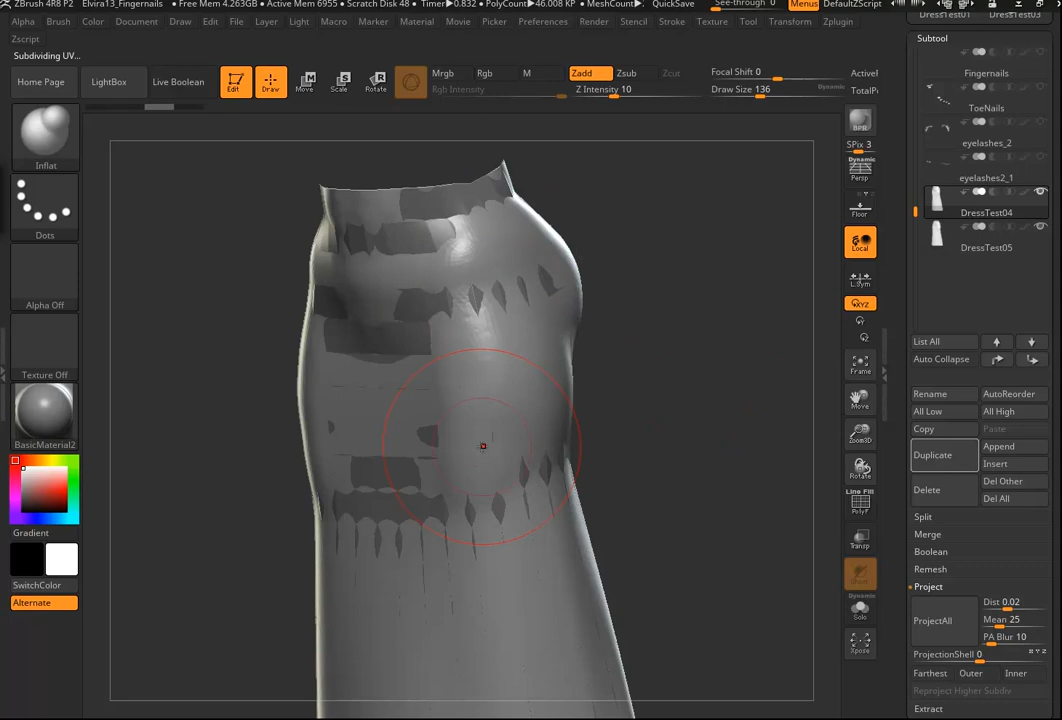 ZBrush 4R8 P2 Elvira13_Fingernails • Free Mem 4.263GB • Active Mem 6955 • Scratch Disk 48 • Timer▸0.832 • PolyCount▸46.008 KP • MeshCount▸ QuickSave See-through 0 Menus DefaultZScript
Alpha Brush Color Document Draw Edit File Layer Light Macro Marker Material Movie Picker Preferences Render Stencil Stroke Texture Tool Transform Zplugin
Zscript
Subdividing UV...
Home Page LightBox Live Boolean Edit Draw Move Scale Rotate
Mrgb Rgb M Zadd Zsub Zcut Focal Shift 0
Rgb Intensity Z Intensity 10 Draw Size 136 Dynamic
Inflat
Dots
Alpha Off
Texture Off
BasicMaterial2
Gradient
SwitchColor
Alternate
BPR
SPix 3
Dynamic
Persp
Floor
Local
L.Sym
XYZ
Frame
Move
Zoom3D
Rotate
Line Fill
PolyF
Transp
Dynamic
Solo
Xpose
DressTest01 DressTest03
Subtool
Fingernails
ToeNails
eyelashes_2
eyelashes2_1
DressTest04
DressTest05
List All
Auto Collapse
Rename AutoReorder
All Low All High
Copy Paste
Duplicate Append
Insert
Delete Del Other
Del All
Split
Merge
Boolean
Remesh
Project
ProjectAll Dist 0.02
Mean 25
PA Blur 10
ProjectionShell 0
Farthest Outer Inner
Reproject Higher Subdiv
Extract